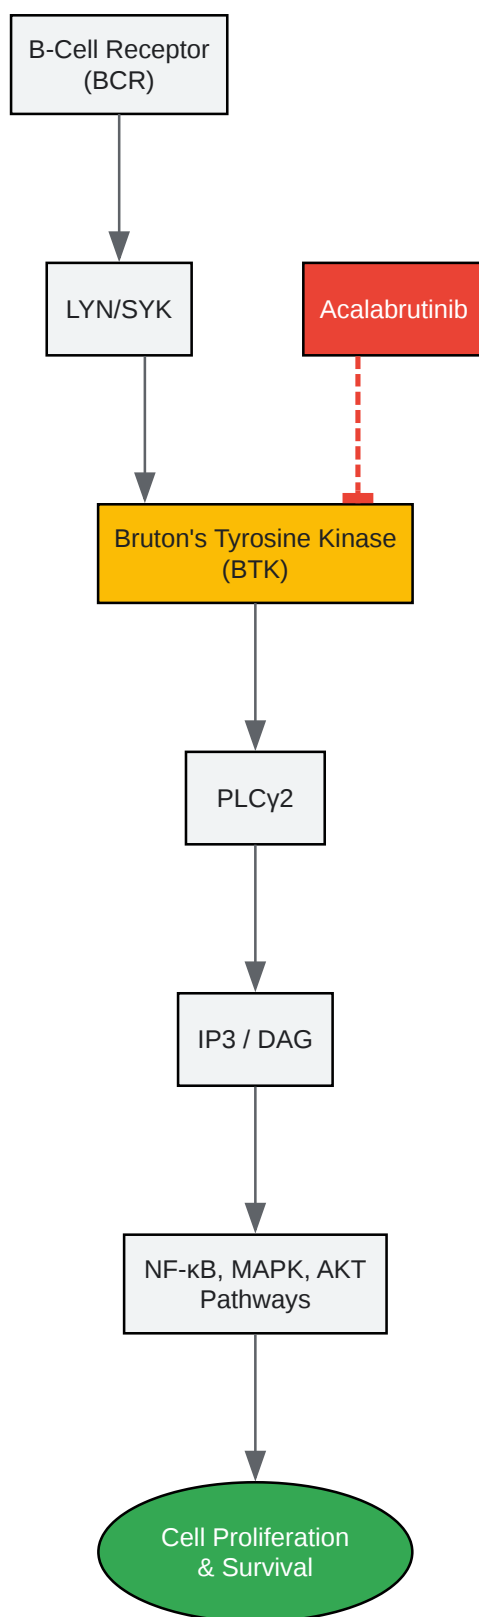 B-Cell Receptor
(BCR)
LYN/SYK
Acalabrutinib
Bruton's Tyrosine Kinase
(BTK)
PLCγ2
IP3 / DAG
NF-κB, MAPK, AKT
Pathways
Cell Proliferation
& Survival